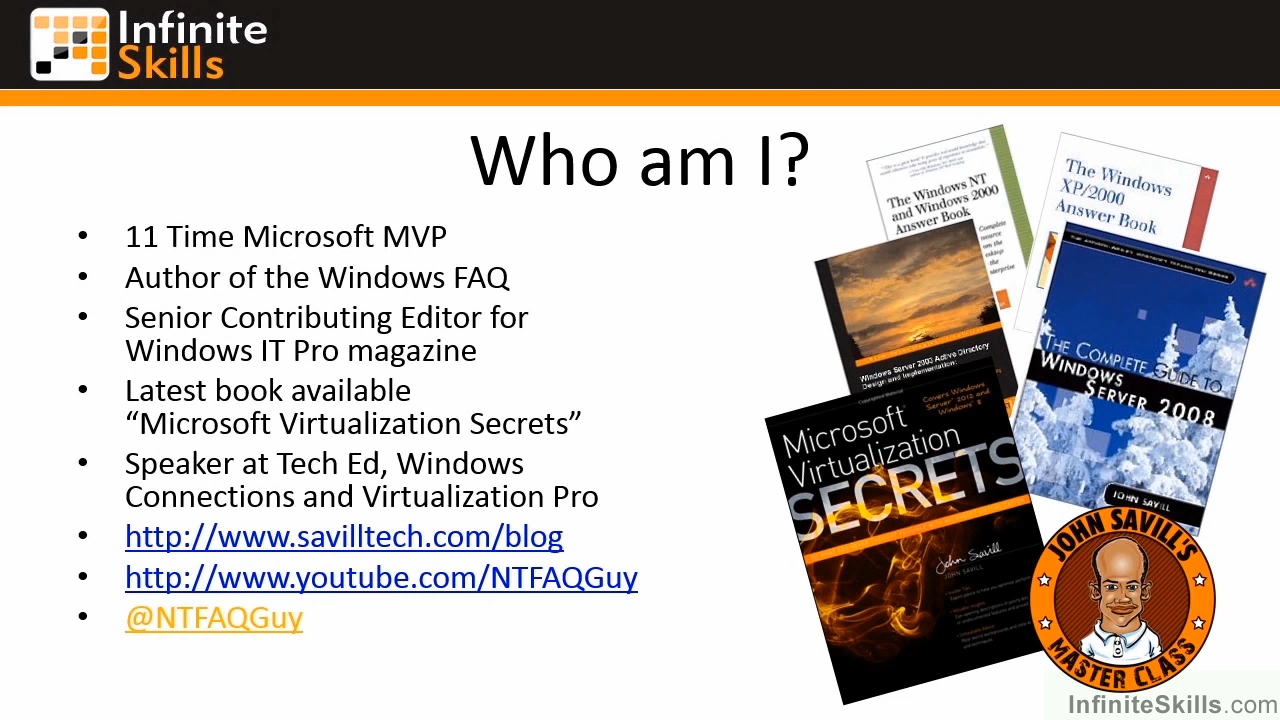 Infinite
Skills
Who am I?
• 11 Time Microsoft MVP
• Author of the Windows FAQ
• Senior Contributing Editor for
Windows IT Pro magazine
• Latest book available
“Microsoft Virtualization Secrets”
• Speaker at Tech Ed, Windows
Connections and Virtualization Pro
• http://www.savilltech.com/blog
• http://www.youtube.com/NTFAQGuy
• @NTFAQGuy
The Windows NT
and Windows 2000
Answer Book
Complete
source
The Windows
XP/2000
Answer Book
Windows Server 2003 Active Directory
Design and Implementation:
THE COMPLETE GUIDE TO
WINDOWS
SERVER 2008
JOHN SAVILL
Covers Windows
Server® 2012 and
Windows® 8
Microsoft®
Virtualization
SECRETS
John Savill
JOHN SAVILL
JOHN SAVILL'S
MASTER CLASS
InfiniteSkills.com